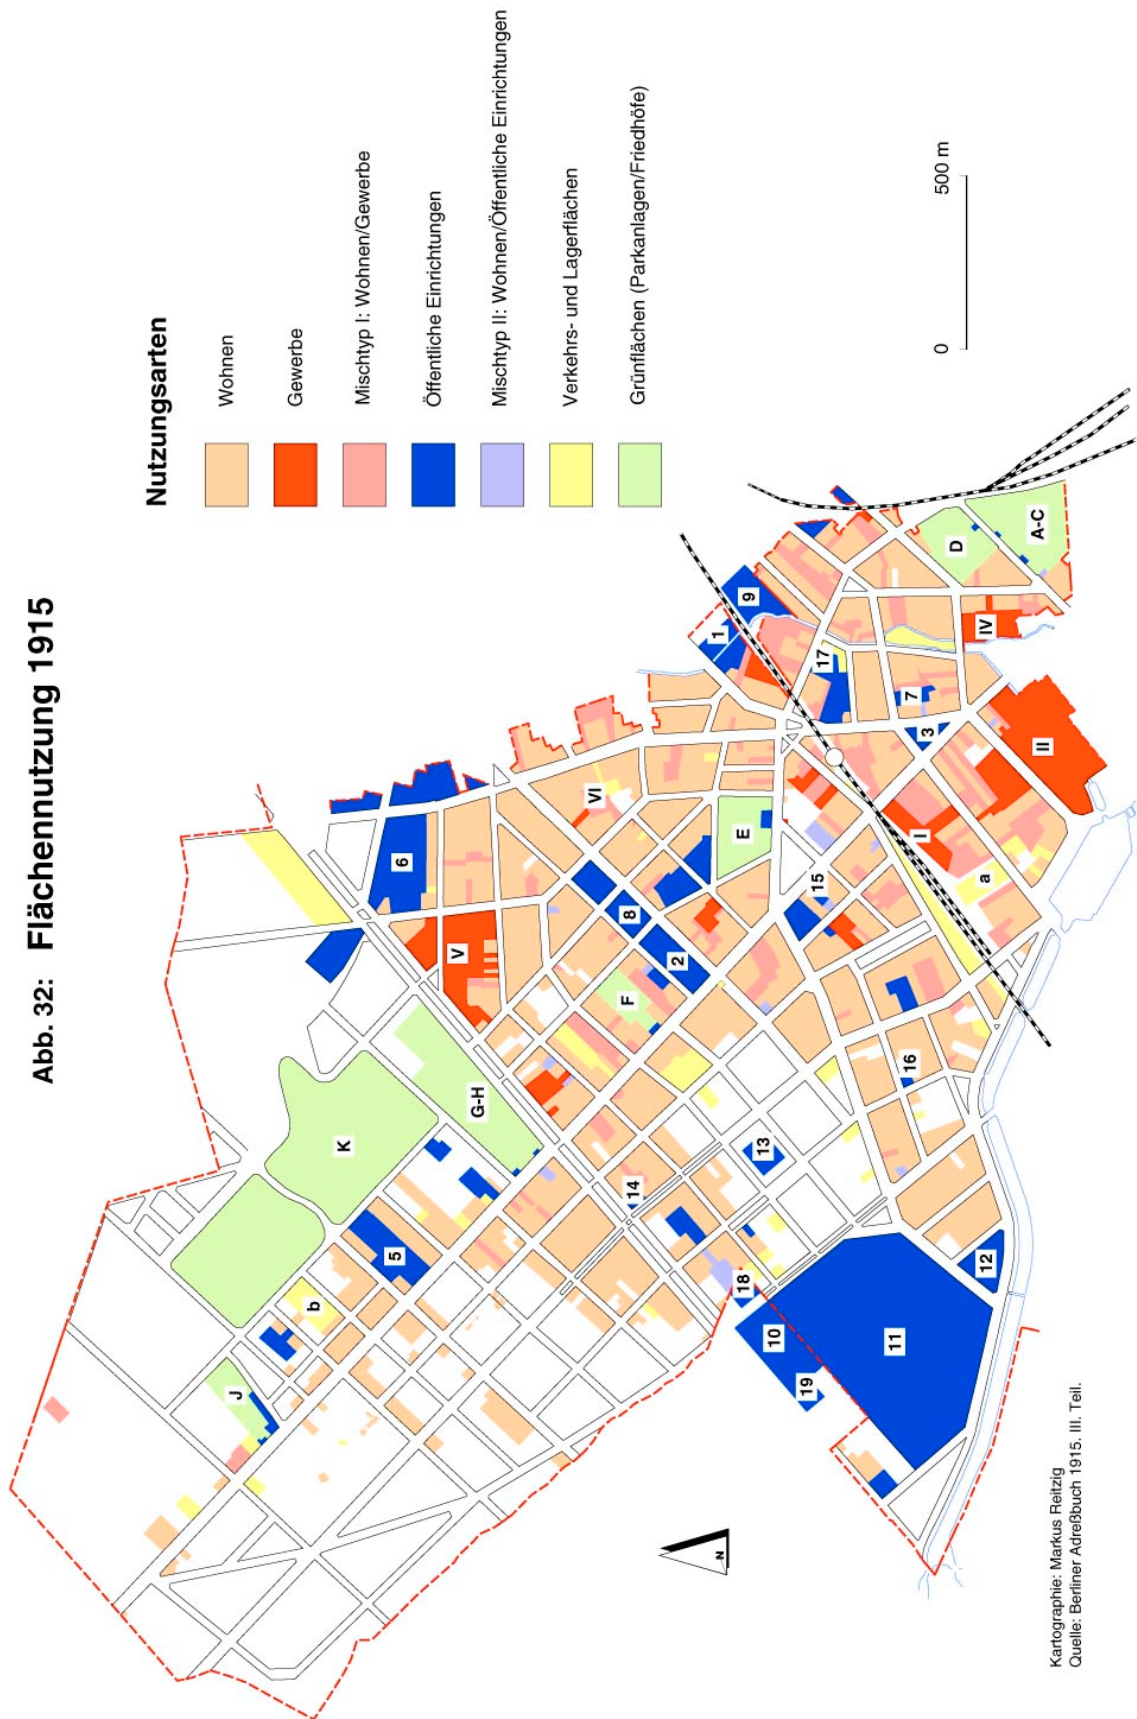 Abb. 32: Flächennutzung 1915
Nutzungsarten
Wohnen
Gewerbe
Mischtyp I: Wohnen/Gewerbe
Öffentliche Einrichtungen
Mischtyp II: Wohnen/Öffentliche Einrichtungen
Verkehrs- und Lagerflächen
Grünflächen (Parkanlagen/Friedhöfe)
0
500 m
J
K
b
5
G-H
V
6
14
F
2
8
VI
18
13
E
10
19
15
1
9
11
16
17
I
3
7
D
12
a
II
IV
A-C
N
Kartographie: Markus Reitzig
Quelle: Berliner Adreßbuch 1915. III. Teil.